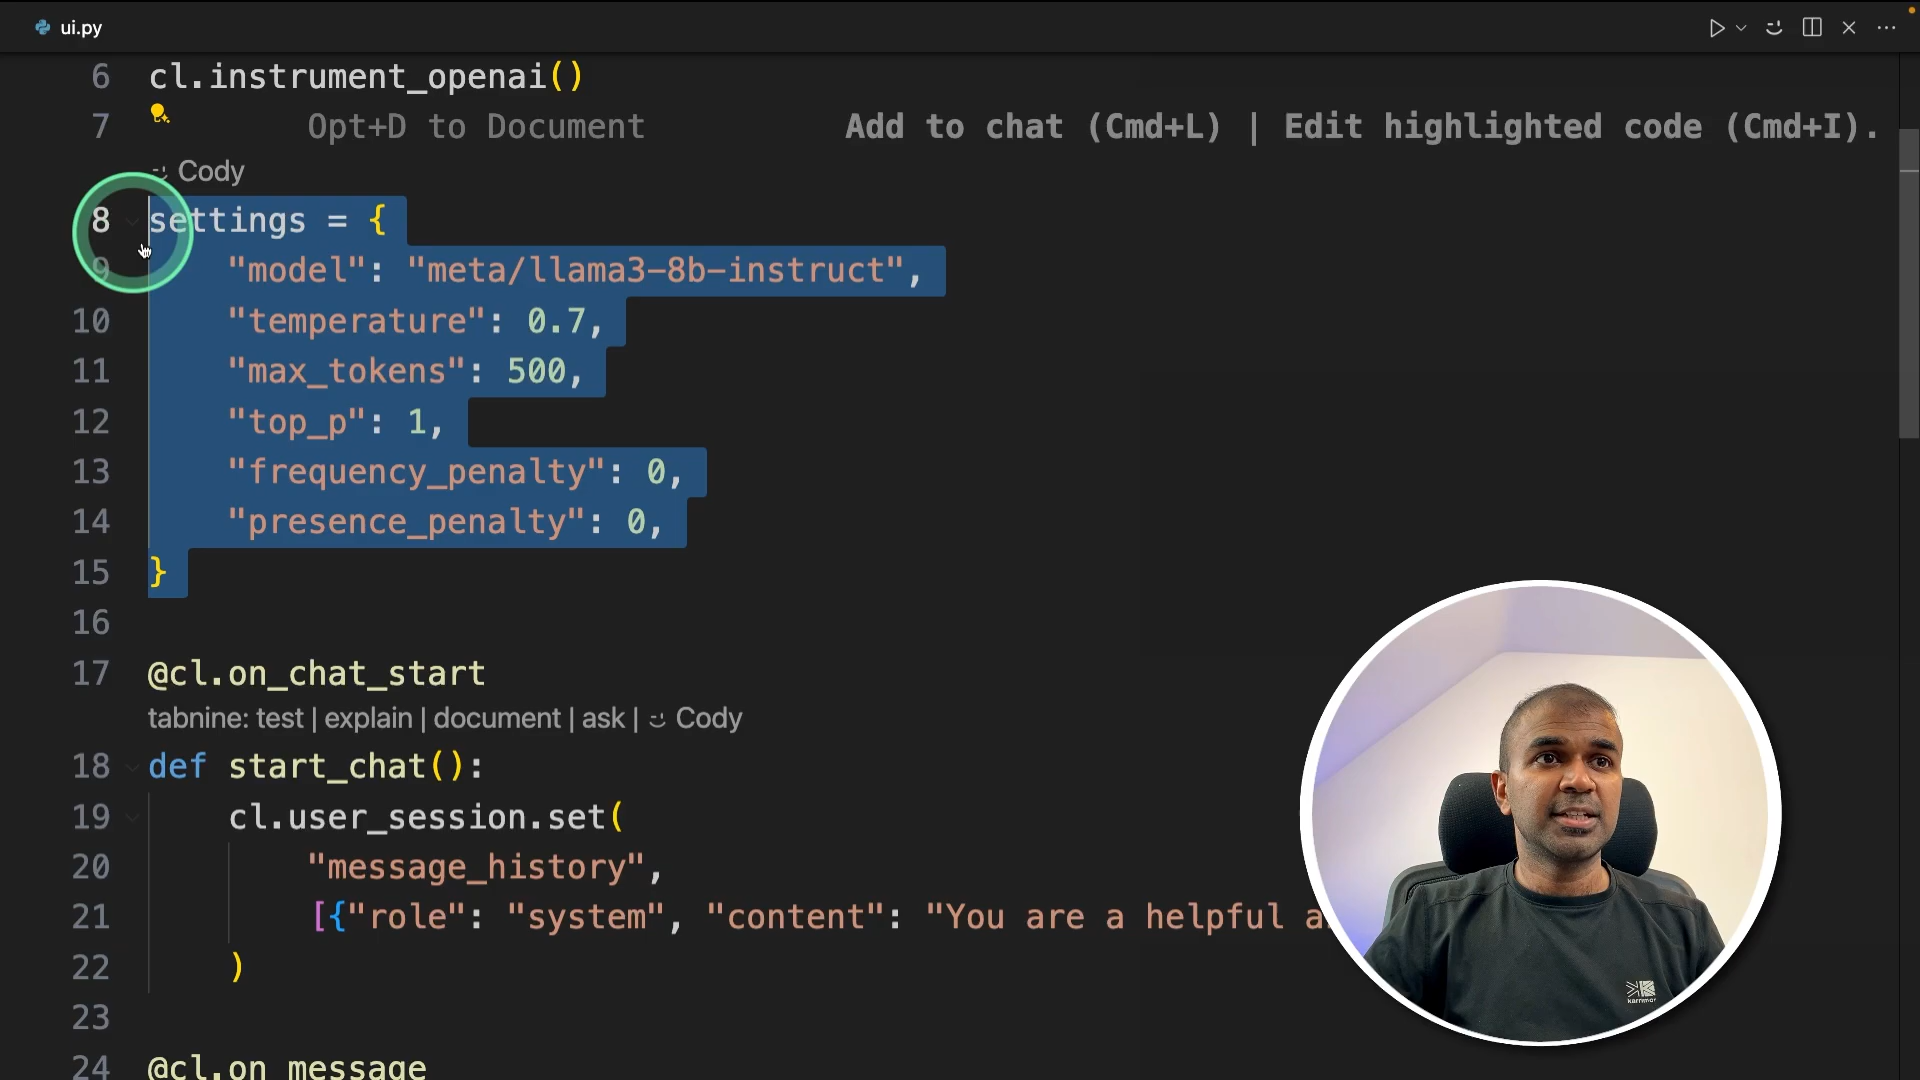 ui.py
6 cl.instrument_openai()
7 Opt+D to Document Add to chat (Cmd+L) | Edit highlighted code (Cmd+I).
Cody
8 settings = {
9 "model": "meta/llama3-8b-instruct",
10 "temperature": 0.7,
11 "max_tokens": 500,
12 "top_p": 1,
13 "frequency_penalty": 0,
14 "presence_penalty": 0,
15 }
16
17 @cl.on_chat_start
tabnine: test | explain | document | ask | Cody
18 def start_chat():
19 cl.user_session.set(
20 "message_history",
21 [{"role": "system", "content": "You are a helpful a
22 )
23
24 @cl.on_message
karrimor